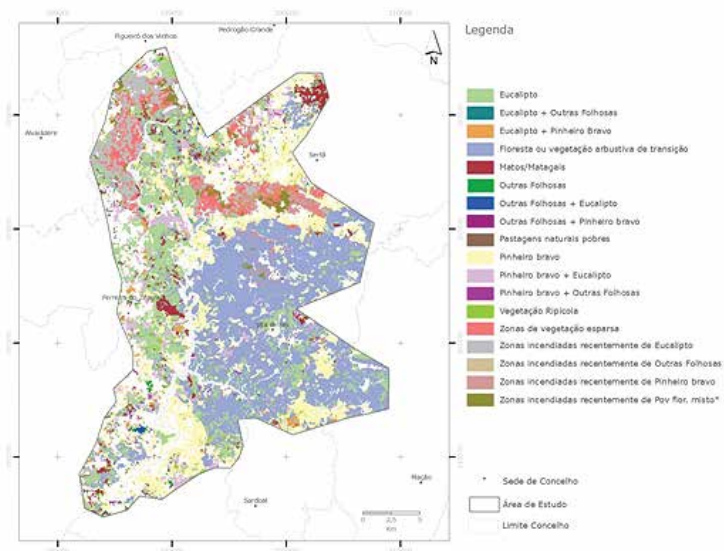 Pedrogão Grande
Figueiró dos Vinhos
N
Alvaiázere
Sertã
Ferreira do
Sardoal
Mação
0 2,5 5
Km
Legenda
Eucalipto
Eucalipto + Outras Folhosas
Eucalipto + Pinheiro bravo
Floresta ou vegetação arbustiva de transição
Matos/Matagais
Outras Folhosas
Outras Folhosas + Eucalipto
Outras Folhosas + Pinheiro bravo
Pastagens naturais pobres
Pinheiro bravo
Pinheiro bravo + Eucalipto
Pinheiro bravo + Outras Folhosas
Vegetação Ripícola
Zonas de vegetação esparsa
Zonas incendiadas recentemente de Eucalipto
Zonas incendiadas recentemente de Outras Folhosas
Zonas incendiadas recentemente de Pinheiro bravo
Zonas incendiadas recentemente de Pov flor. misto*
Sede de Concelho
Área de Estudo
Limite Concelho